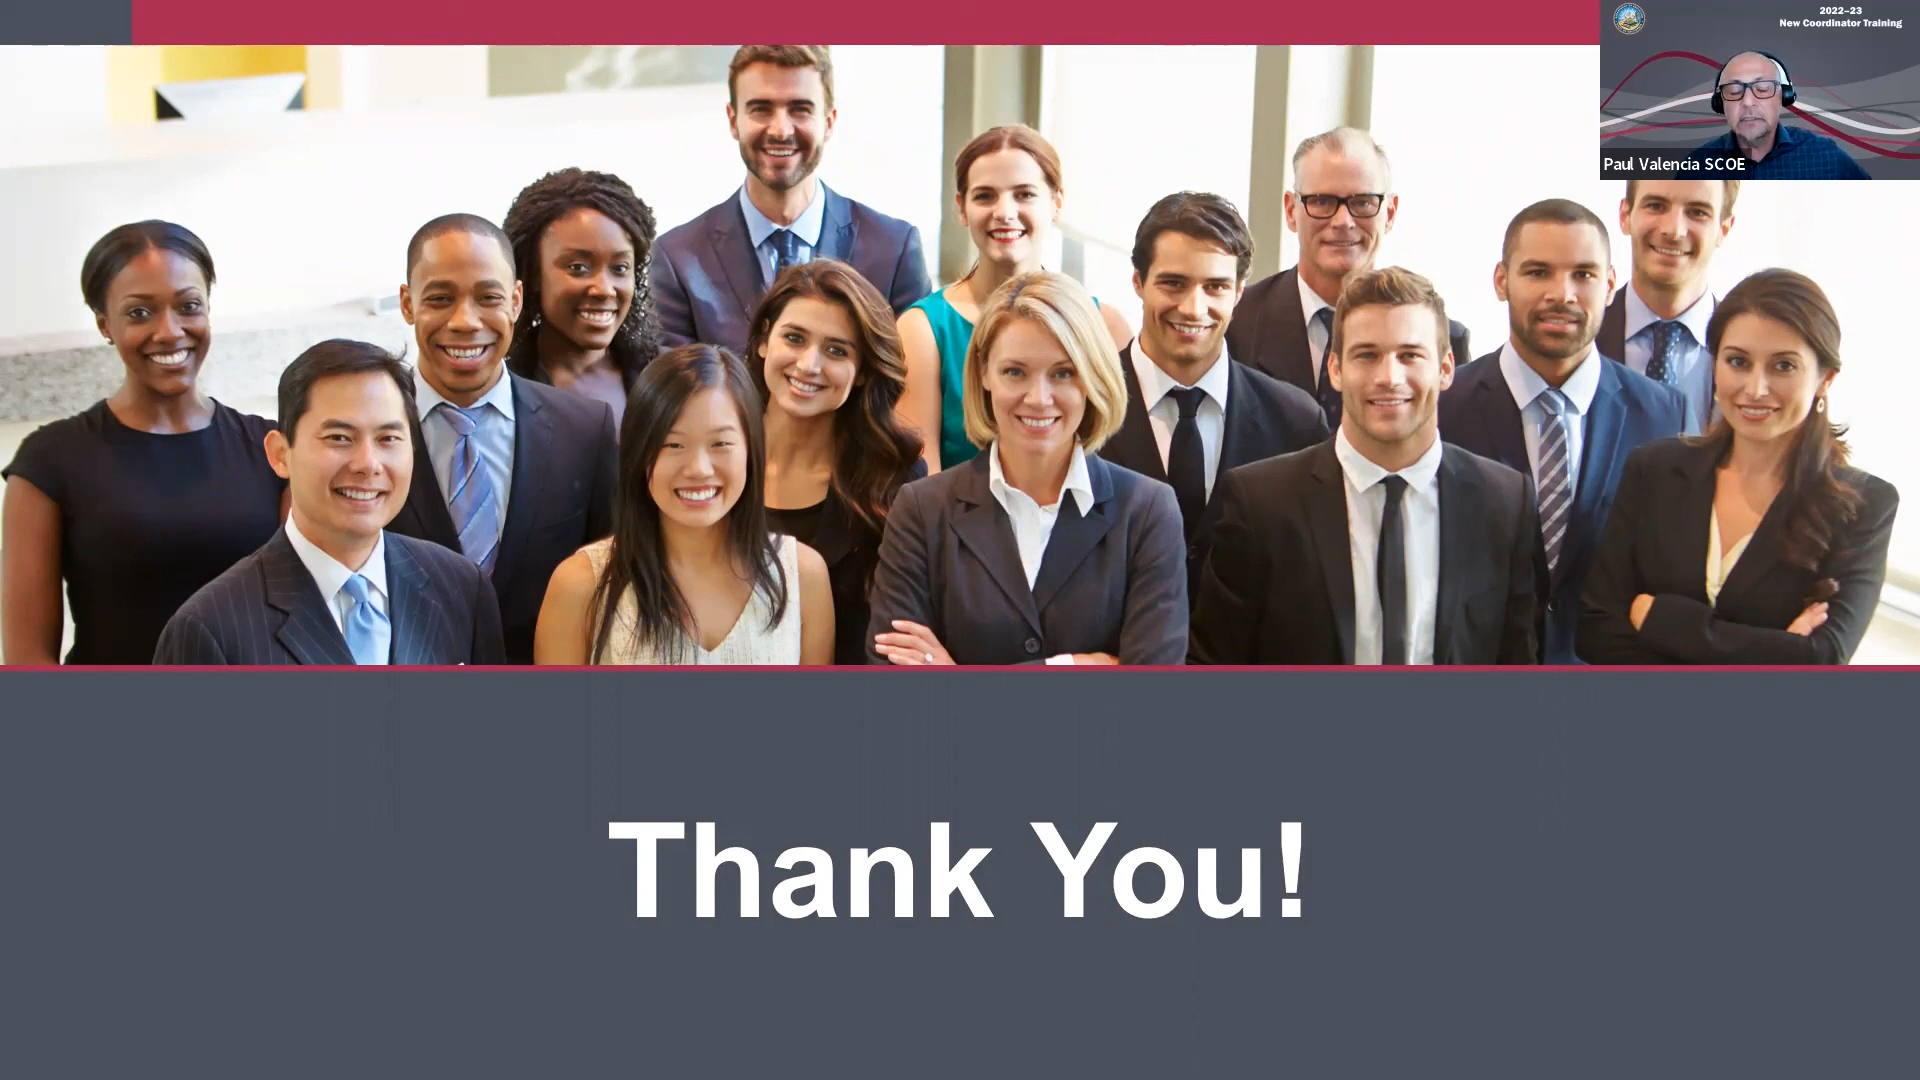 2022–23
New Coordinator Training
Paul Valencia SCOE
Thank You!